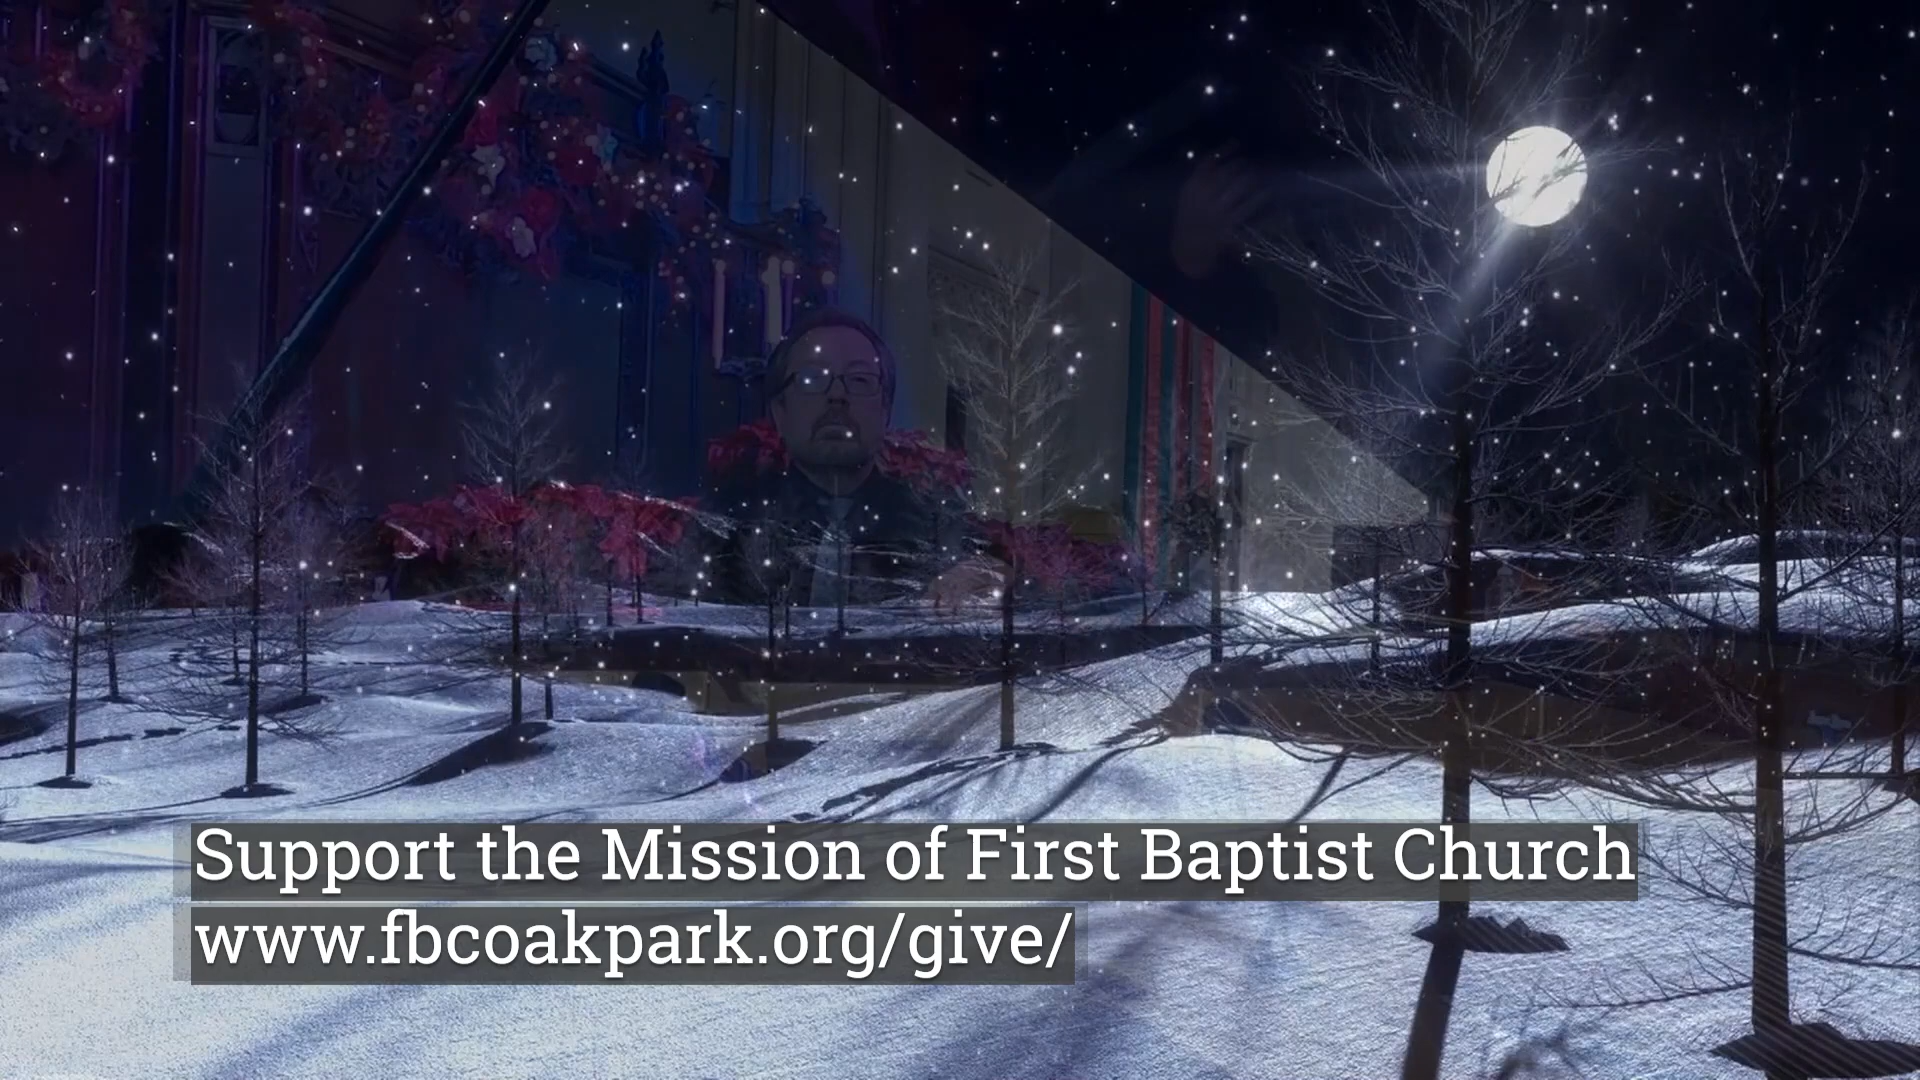 Support the Mission of First Baptist Church
www.fbcoakpark.org/give/